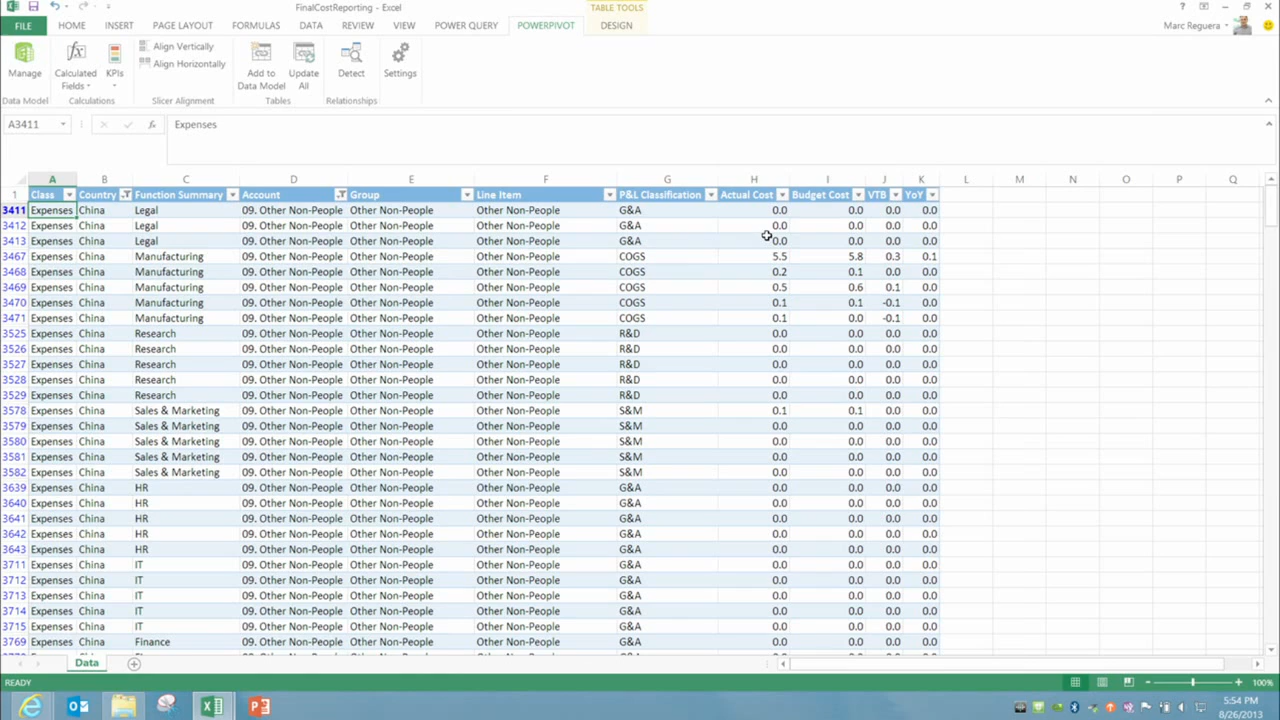 FinalCostReporting - Excel
TABLE TOOLS
FILE HOME INSERT PAGE LAYOUT FORMULAS DATA REVIEW VIEW POWER QUERY POWERPIVOT DESIGN Marc Reguera
Manage Calculated Fields KPIs Align Vertically Align Horizontally Add to Data Model Update All Detect Settings
Data Model Calculations Slicer Alignment Tables Relationships
A3411 fx Expenses
A B C D E F G H I J K L M N O P Q
1 Class Country Function Summary Account Group Line Item P&L Classification Actual Cost Budget Cost VTB YoY
3411 Expenses China Legal 09. Other Non-People Other Non-People Other Non-People G&A 0.0 0.0 0.0 0.0
3412 Expenses China Legal 09. Other Non-People Other Non-People Other Non-People G&A 0.0 0.0 0.0 0.0
3413 Expenses China Legal 09. Other Non-People Other Non-People Other Non-People G&A 0.0 0.0 0.0 0.0
3467 Expenses China Manufacturing 09. Other Non-People Other Non-People Other Non-People COGS 5.5 5.8 0.3 0.1
3468 Expenses China Manufacturing 09. Other Non-People Other Non-People Other Non-People COGS 0.2 0.1 0.0 0.0
3469 Expenses China Manufacturing 09. Other Non-People Other Non-People Other Non-People COGS 0.5 0.6 0.1 0.0
3470 Expenses China Manufacturing 09. Other Non-People Other Non-People Other Non-People COGS 0.1 0.1 -0.1 0.0
3471 Expenses China Manufacturing 09. Other Non-People Other Non-People Other Non-People COGS 0.1 0.0 -0.1 0.0
3525 Expenses China Research 09. Other Non-People Other Non-People Other Non-People R&D 0.0 0.0 0.0 0.0
3526 Expenses China Research 09. Other Non-People Other Non-People Other Non-People R&D 0.0 0.0 0.0 0.0
3527 Expenses China Research 09. Other Non-People Other Non-People Other Non-People R&D 0.0 0.0 0.0 0.0
3528 Expenses China Research 09. Other Non-People Other Non-People Other Non-People R&D 0.0 0.0 0.0 0.0
3529 Expenses China Research 09. Other Non-People Other Non-People Other Non-People R&D 0.0 0.0 0.0 0.0
3578 Expenses China Sales & Marketing 09. Other Non-People Other Non-People Other Non-People S&M 0.1 0.1 0.0 0.0
3579 Expenses China Sales & Marketing 09. Other Non-People Other Non-People Other Non-People S&M 0.0 0.0 0.0 0.0
3580 Expenses China Sales & Marketing 09. Other Non-People Other Non-People Other Non-People S&M 0.0 0.0 0.0 0.0
3581 Expenses China Sales & Marketing 09. Other Non-People Other Non-People Other Non-People S&M 0.0 0.0 0.0 0.0
3582 Expenses China Sales & Marketing 09. Other Non-People Other Non-People Other Non-People S&M 0.0 0.0 0.0 0.0
3639 Expenses China HR 09. Other Non-People Other Non-People Other Non-People G&A 0.0 0.0 0.0 0.0
3640 Expenses China HR 09. Other Non-People Other Non-People Other Non-People G&A 0.0 0.0 0.0 0.0
3641 Expenses China HR 09. Other Non-People Other Non-People Other Non-People G&A 0.0 0.0 0.0 0.0
3642 Expenses China HR 09. Other Non-People Other Non-People Other Non-People G&A 0.0 0.0 0.0 0.0
3643 Expenses China HR 09. Other Non-People Other Non-People Other Non-People G&A 0.0 0.0 0.0 0.0
3711 Expenses China IT 09. Other Non-People Other Non-People Other Non-People G&A 0.0 0.0 0.0 0.0
3712 Expenses China IT 09. Other Non-People Other Non-People Other Non-People G&A 0.0 0.0 0.0 0.0
3713 Expenses China IT 09. Other Non-People Other Non-People Other Non-People G&A 0.0 0.0 0.0 0.0
3714 Expenses China IT 09. Other Non-People Other Non-People Other Non-People G&A 0.0 0.0 0.0 0.0
3715 Expenses China IT 09. Other Non-People Other Non-People Other Non-People G&A 0.0 0.0 0.0 0.0
3769 Expenses China Finance 09. Other Non-People Other Non-People Other Non-People G&A 0.0 0.0 0.0 0.0
Data
READY 100%
5:54 PM
8/26/2013